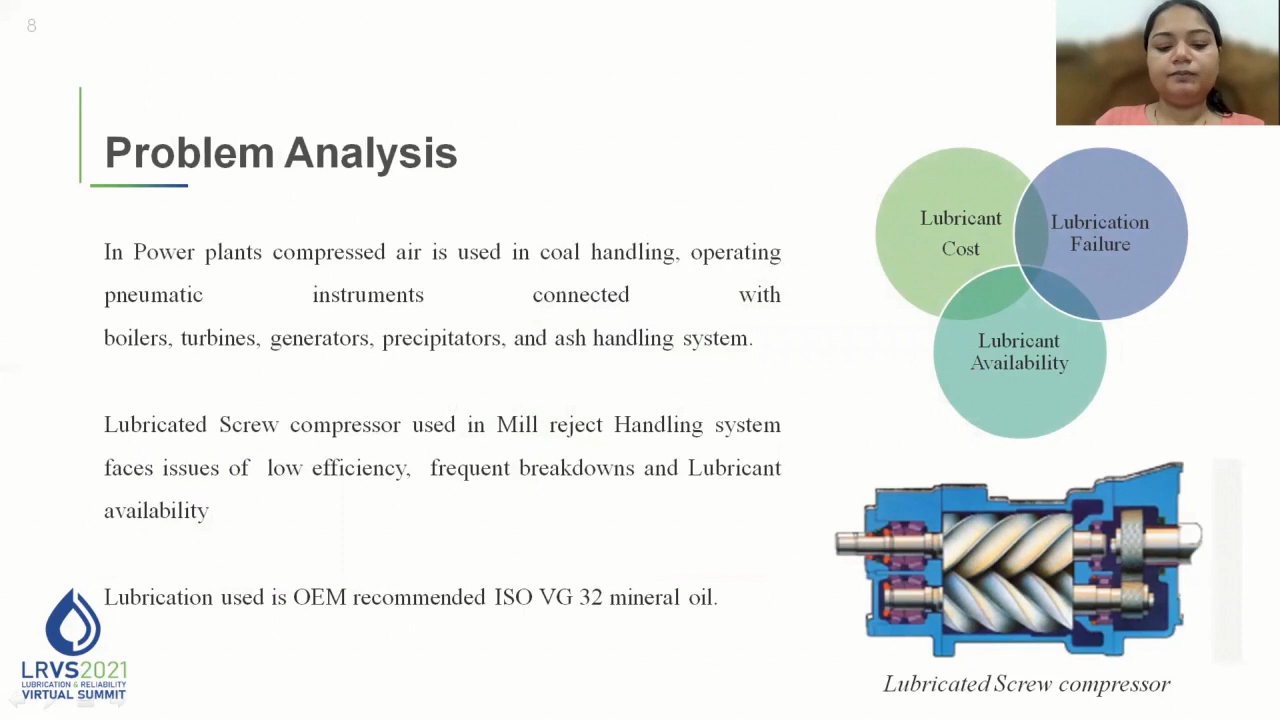 8
Problem Analysis
In Power plants compressed air is used in coal handling, operating
pneumatic instruments connected with
boilers, turbines, generators, precipitators, and ash handling system.
Lubricated Screw compressor used in Mill reject Handling system
faces issues of low efficiency, frequent breakdowns and Lubricant
availability
Lubrication used is OEM recommended ISO VG 32 mineral oil.
Lubricant
Cost
Lubrication
Failure
Lubricant
Availability
Lubricated Screw compressor
LRVS2021
LUBRICATION & RELIABILITY
VIRTUAL SUMMIT